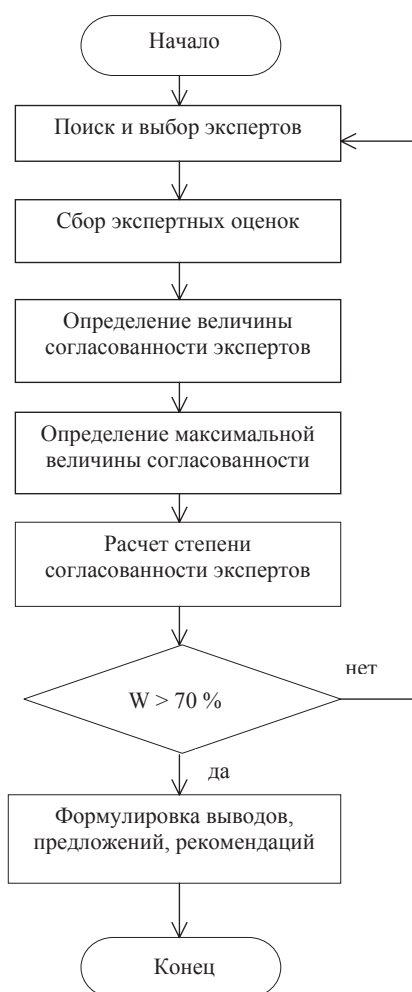 Начало
Поиск и выбор экспертов
Сбор экспертных оценок
Определение величины
согласованности экспертов
Определение максимальной
величины согласованности
Расчет степени
согласованности экспертов
нет
W > 70 %
да
Формулировка выводов,
предложений, рекомендаций
Конец